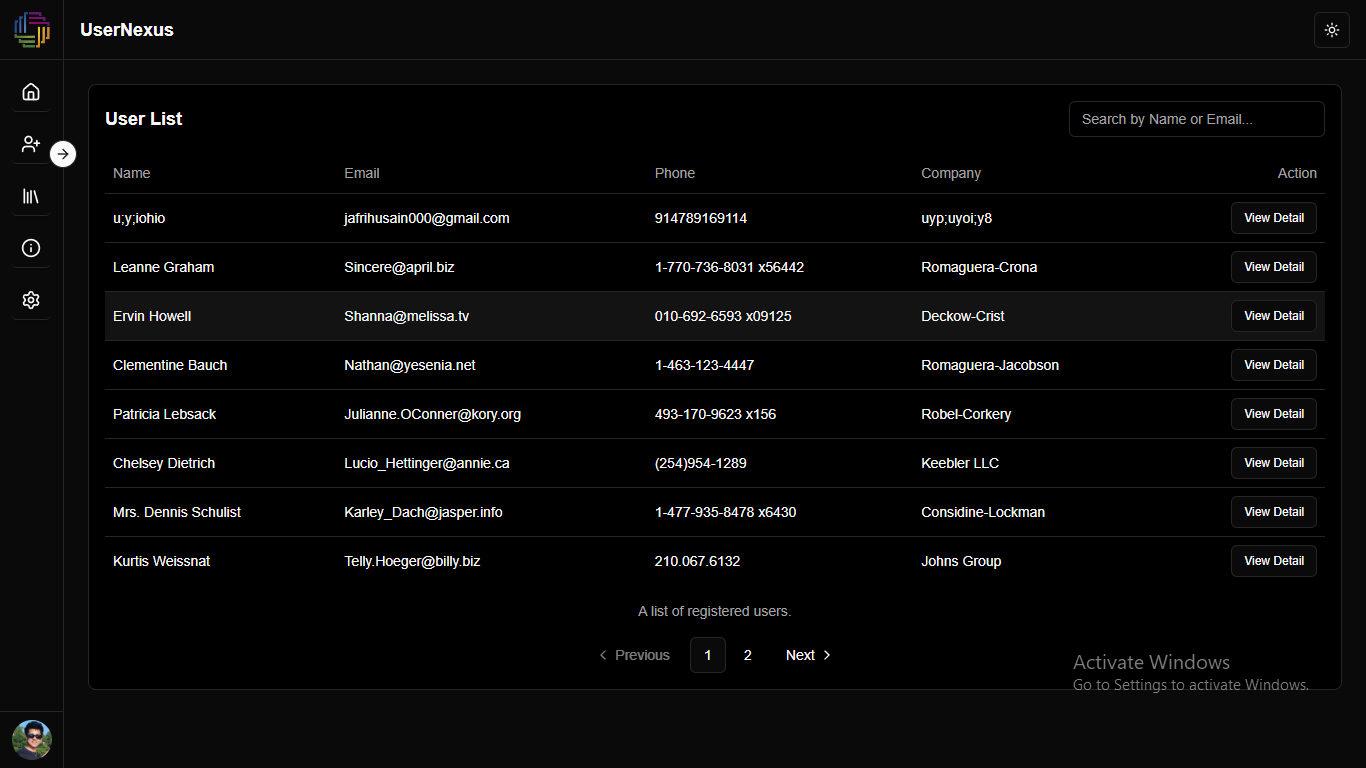 UserNexus
User List
Search by Name or Email...
Name Email Phone Company Action
u;y;iohio jafrihusain000@gmail.com 914789169114 uyp;uyoi;y8 View Detail
Leanne Graham Sincere@april.biz 1-770-736-8031 x56442 Romaguera-Crona View Detail
Ervin Howell Shanna@melissa.tv 010-692-6593 x09125 Deckow-Crist View Detail
Clementine Bauch Nathan@yesenia.net 1-463-123-4447 Romaguera-Jacobson View Detail
Patricia Lebsack Julianne.OConner@kory.org 493-170-9623 x156 Robel-Corkery View Detail
Chelsey Dietrich Lucio_Hettinger@annie.ca (254)954-1289 Keebler LLC View Detail
Mrs. Dennis Schulist Karley_Dach@jasper.info 1-477-935-8478 x6430 Considine-Lockman View Detail
Kurtis Weissnat Telly.Hoeger@billy.biz 210.067.6132 Johns Group View Detail
A list of registered users.
Previous 1 2 Next
Activate Windows
Go to Settings to activate Windows.